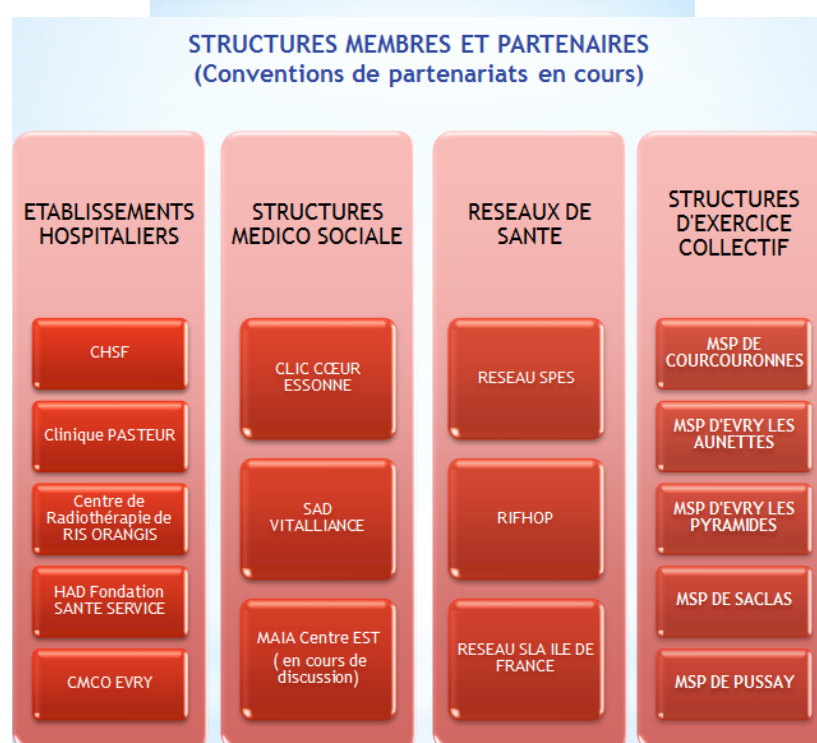 STRUCTURES MEMBRES ET PARTENAIRES
(Conventions de partenariats en cours)
ETABLISSEMENTS
HOSPITALIERS
CHSF
Clinique PASTEUR
Centre de
Radiothérapie de
RIS ORANGIS
HAD Fondation
SANTE SERVICE
CMCO EVRY
STRUCTURES
MEDICO SOCIALE
CLIC CŒUR
ESSONNE
SAD
VITALLIANCE
MAIA Centre EST
( en cours de
discussion)
RESEAUX DE
SANTE
RESEAU SPES
RIFHOP
RESEAU SLA ILE DE
FRANCE
STRUCTURES
D'EXERCICE
COLLECTIF
MSP DE
COURCOURONNES
MSP D'EVRY LES
AUNETTES
MSP D'EVRY LES
PYRAMIDES
MSP DE SACLAS
MSP DE PUSSAY